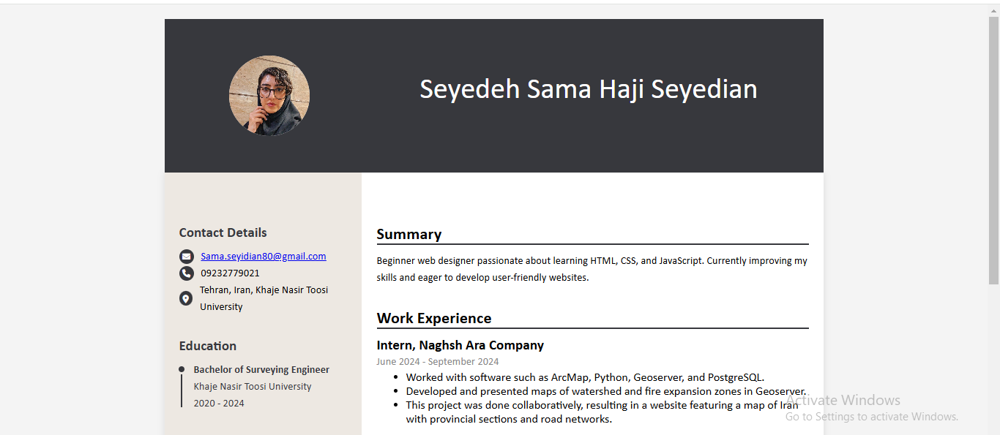 Seyedeh Sama Haji Seyedian
Contact Details
Sama.seyidian80@gmail.com
09232779021
Tehran, Iran, Khaje Nasir Toosi
University
Education
Bachelor of Surveying Engineer
Khaje Nasir Toosi University
2020 - 2024
Summary
Beginner web designer passionate about learning HTML, CSS, and JavaScript. Currently improving my
skills and eager to develop user-friendly websites.
Work Experience
Intern, Naghsh Ara Company
June 2024 - September 2024
• Worked with software such as ArcMap, Python, Geoserver, and PostgreSQL.
• Developed and presented maps of watershed and fire expansion zones in Geoserver.
• This project was done collaboratively, resulting in a website featuring a map of Iran
with provincial sections and road networks.
Activate Windows
Go to Settings to activate Windows.